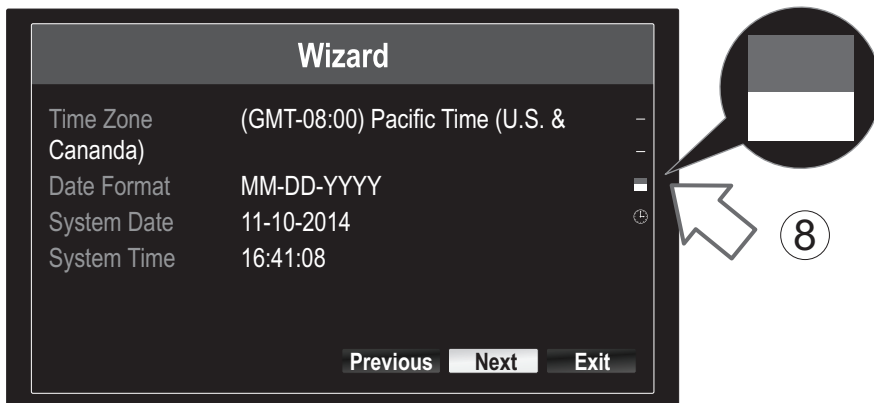 Wizard
Time Zone (GMT-08:00) Pacific Time (U.S. &
Cananda)
Date Format MM-DD-YYYY
System Date 11-10-2014
System Time 16:41:08
Previous Next Exit
8